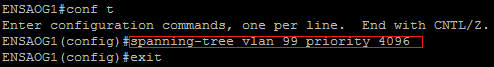 ENSAOG1#conf t
Enter configuration commands, one per line.  End with CNTL/Z.
ENSAOG1(config)#spanning-tree vlan 99 priority 4096
ENSAOG1(config)#exit